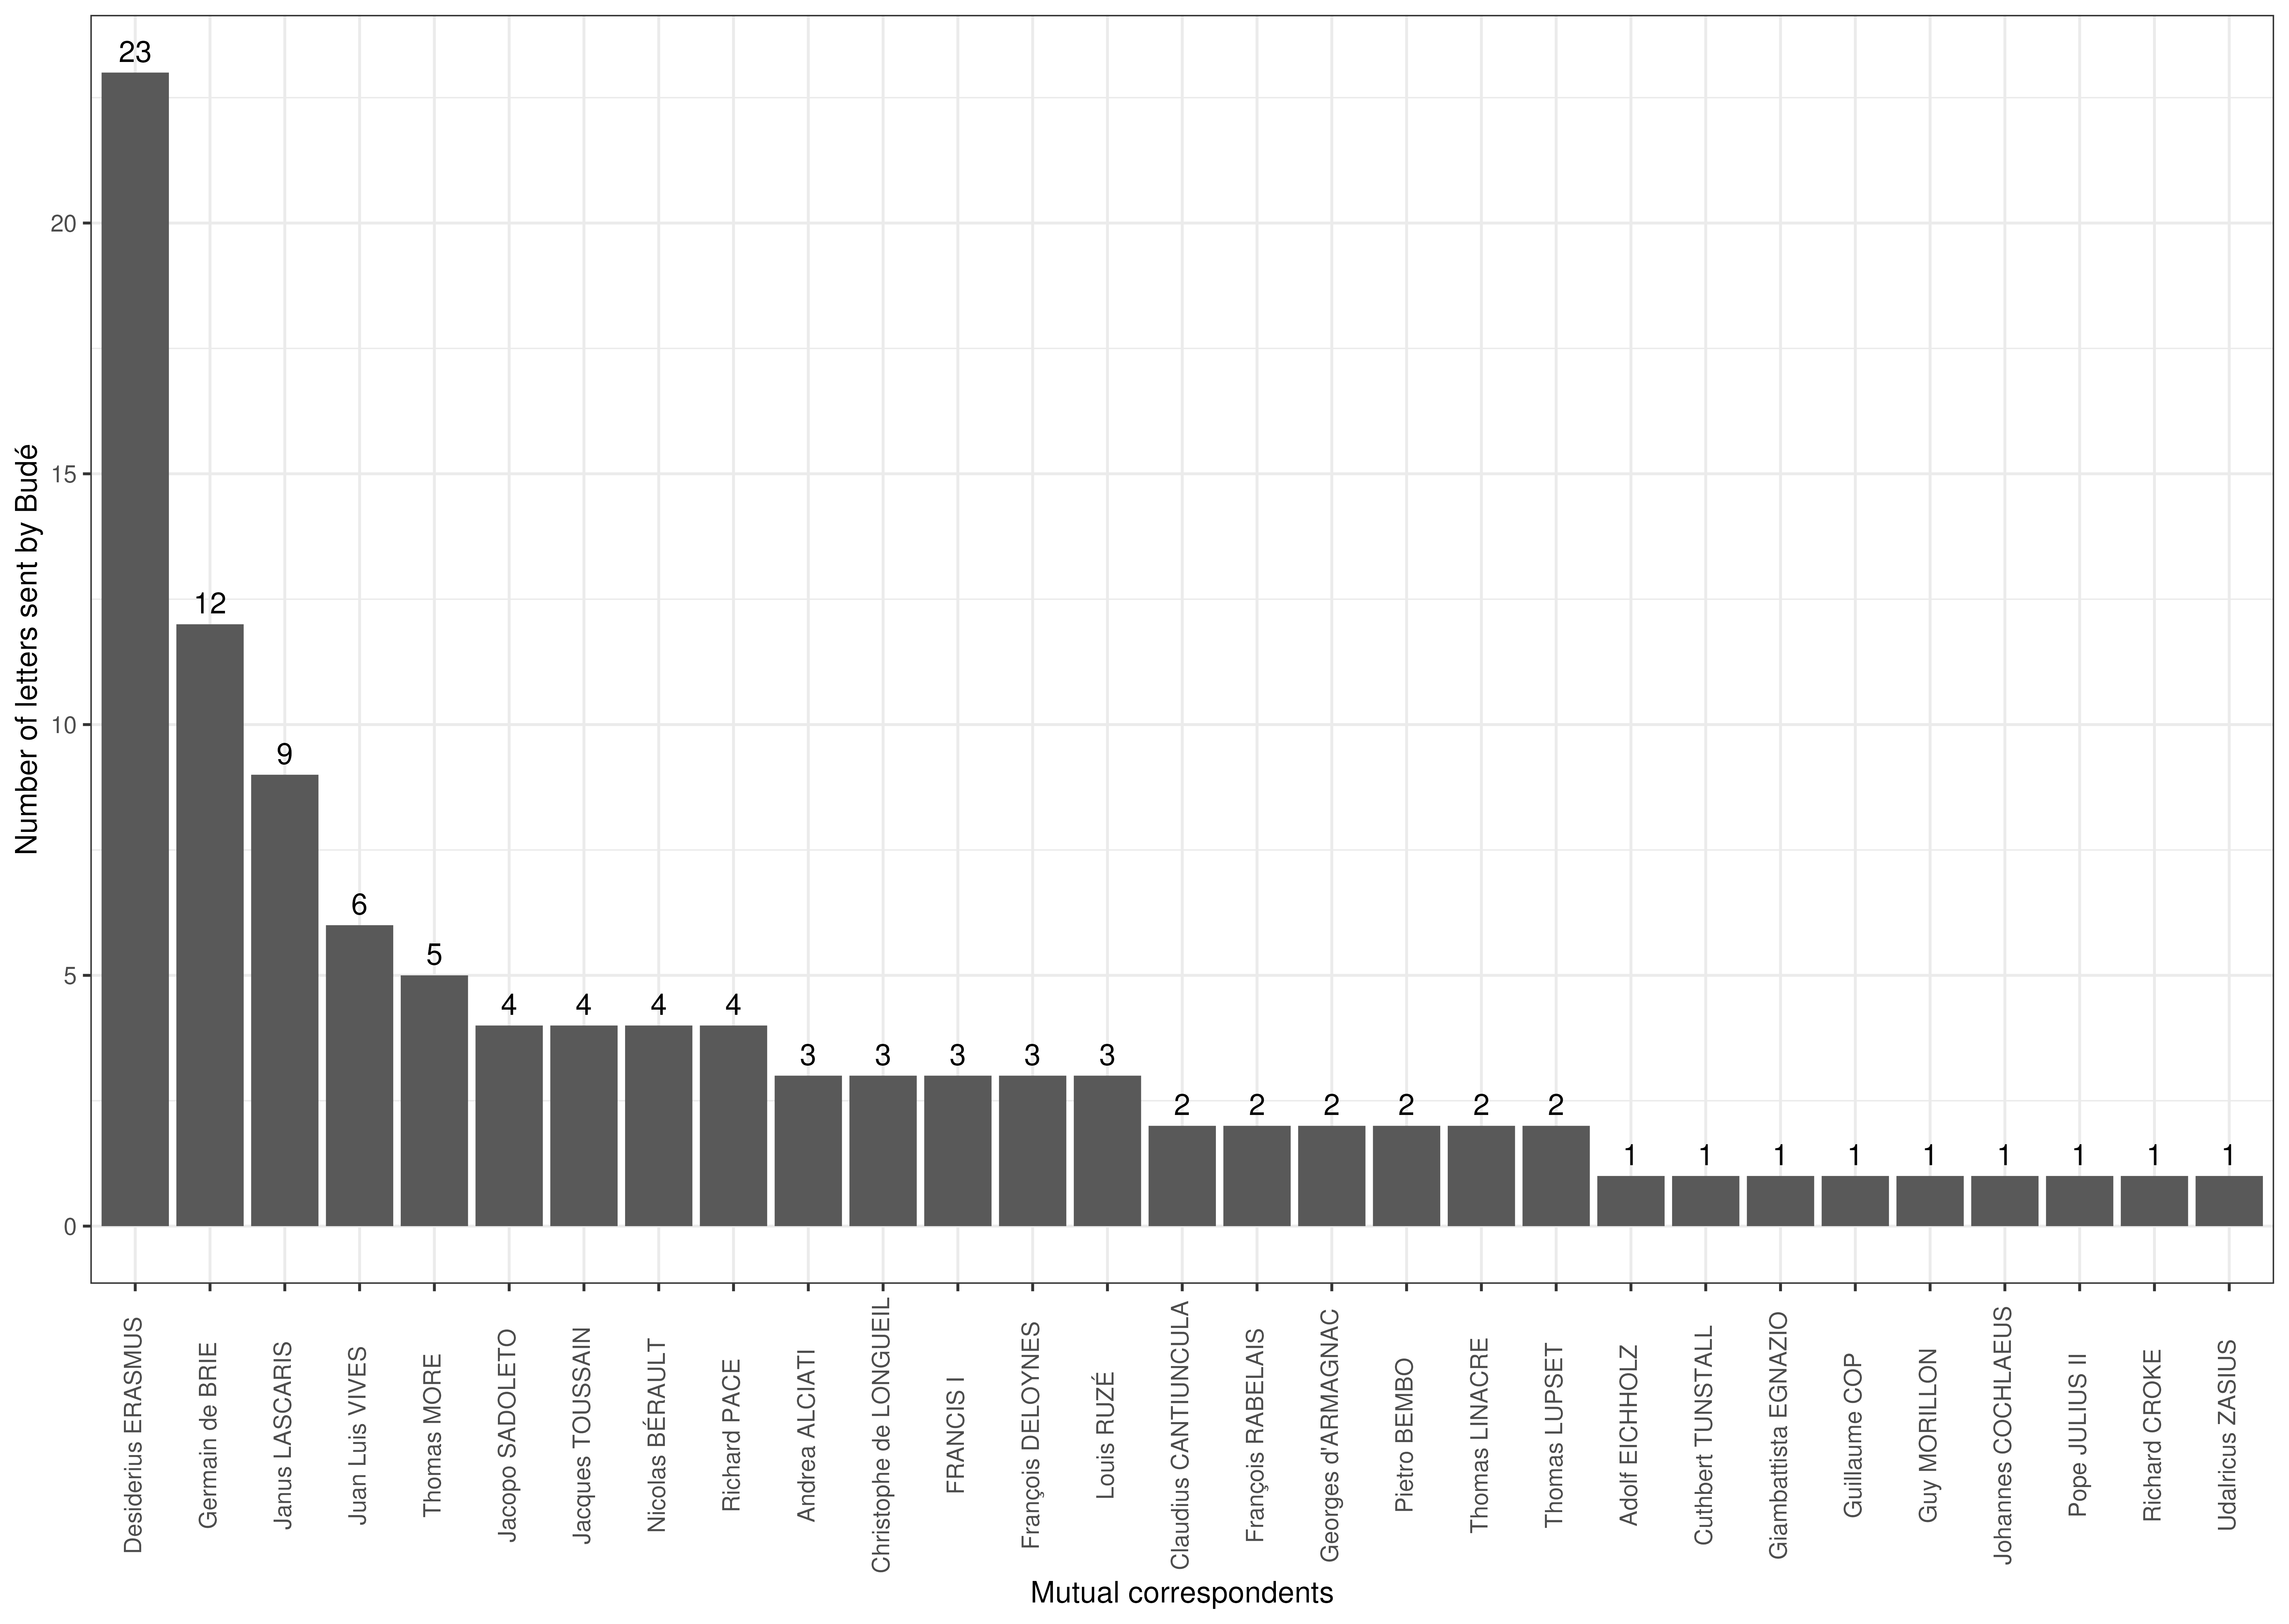 Number of letters sent by Budé
20
15
10
5
0
23
12
9
6
5
4
4
4
4
3
3
3
3
3
2
2
2
2
2
2
1
1
1
1
1
1
1
1
1
Desiderius ERASMUS
Germain de BRIE
Janus LASCARIS
Juan Luis VIVES
Thomas MORE
Jacopo SADOLETO
Jacques TOUSSAIN
Nicolas BÉRAULT
Richard PACE
Andrea ALCIATI
Christophe de LONGUEIL
FRANCIS I
François DELOYNES
Louis RUZÉ
Claudius CANTIUNCULA
François RABELAIS
Georges d'ARMAGNAC
Pietro BEMBO
Thomas LINACRE
Thomas LUPSET
Adolf EICHHOLZ
Cuthbert TUNSTALL
Giambattista EGNAZIO
Guillaume COP
Guy MORILLON
Johannes COCHLAEUS
Pope JULIUS II
Richard CROKE
Udalricus ZASIUS
Mutual correspondents